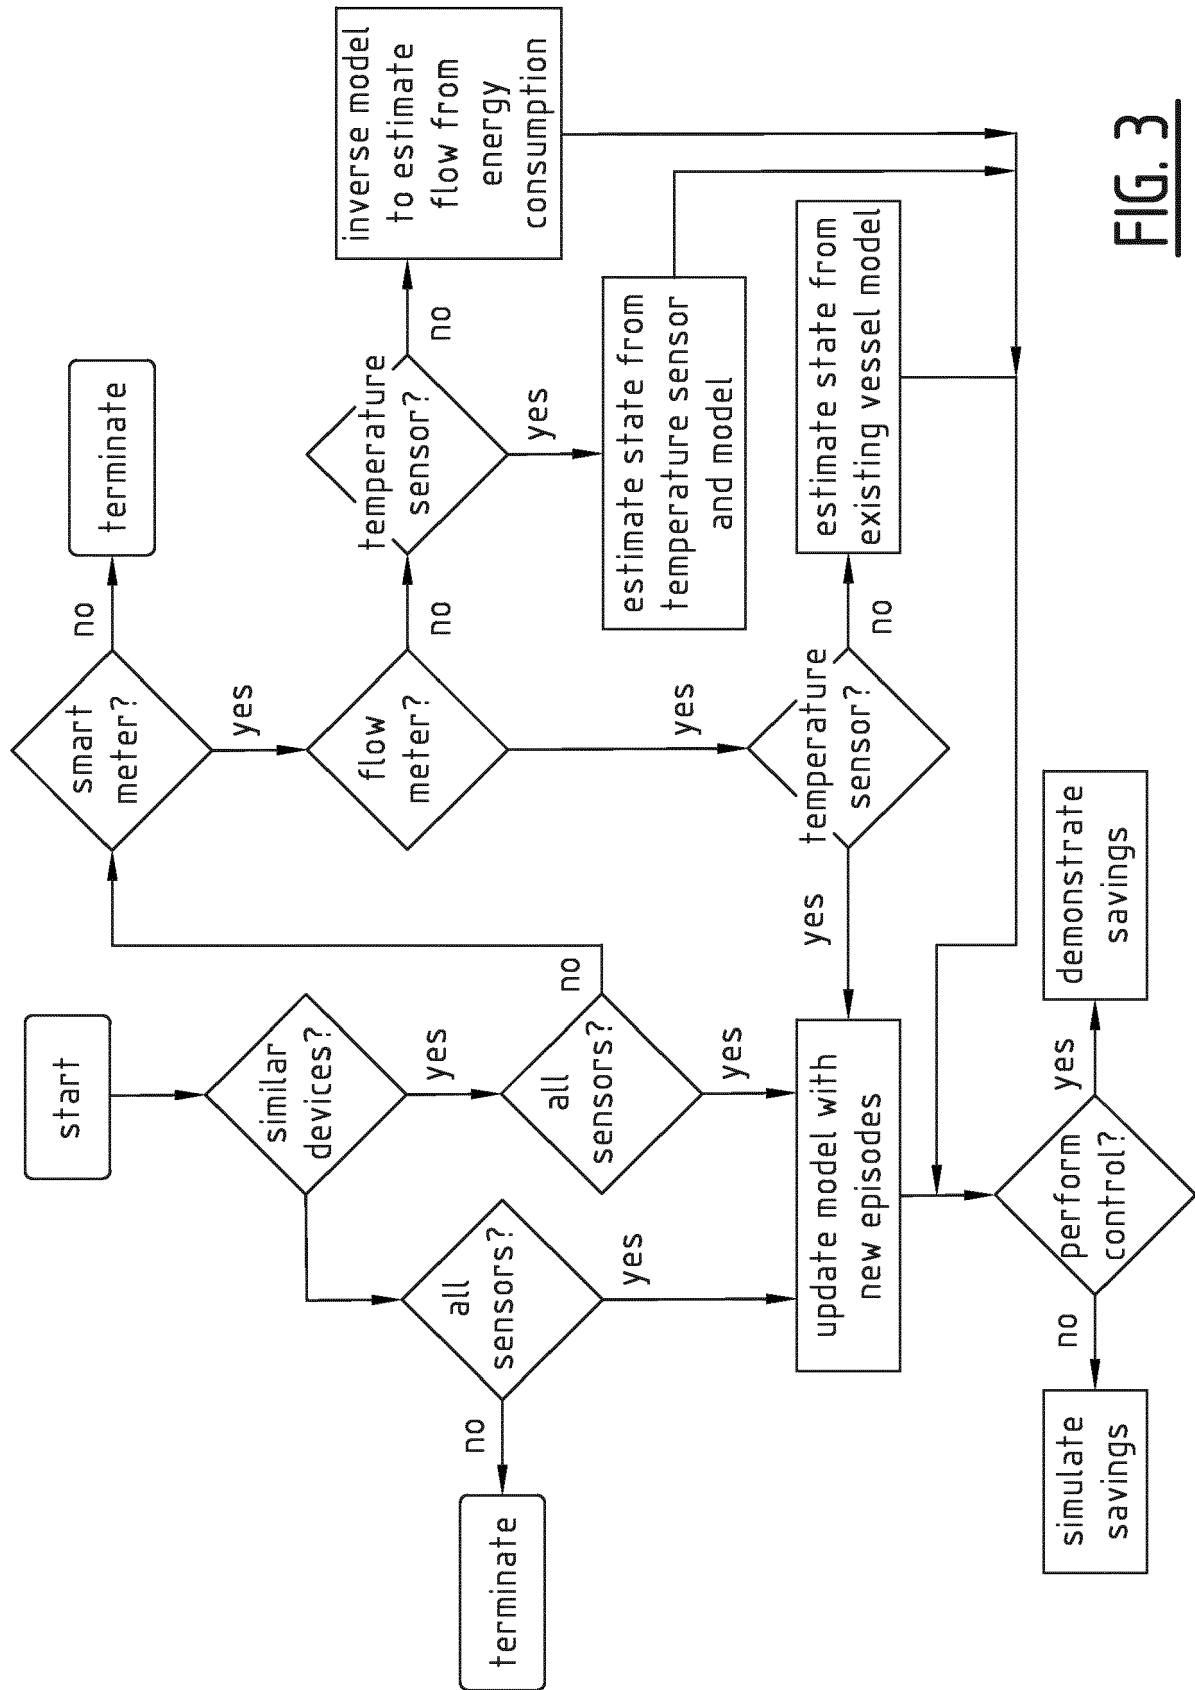 start
similar
devices?
yes
all
sensors?
no
terminate
yes
all
sensors?
no
yes
smart
meter?
no
terminate
yes
flow
meter?
no
temperature
sensor?
no
inverse model
to estimate
flow from
energy
consumption
yes
estimate state from
temperature sensor
and model
yes
temperature
sensor?
no
estimate state from
existing vessel model
yes
update model with
new episodes
perform
control?
no
simulate
savings
yes
demonstrate
savings
FIG. 3